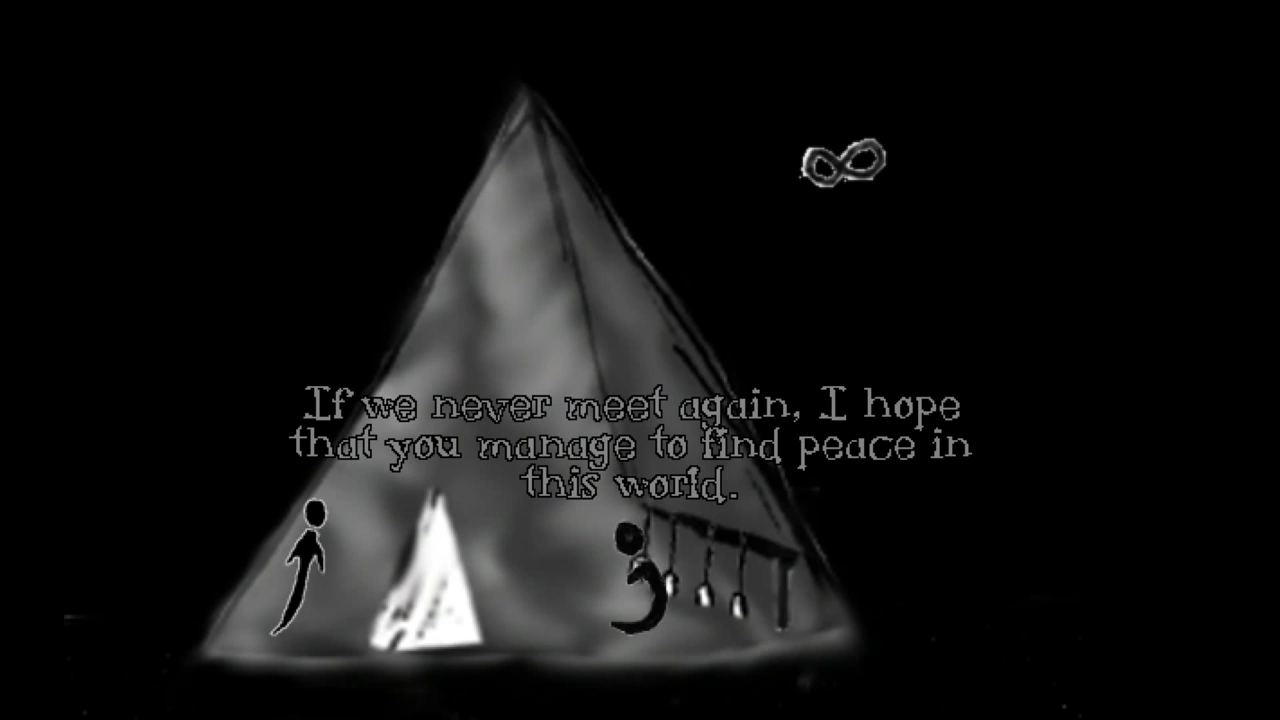 If we never meet again, I hope
that you manage to find peace in
this world.